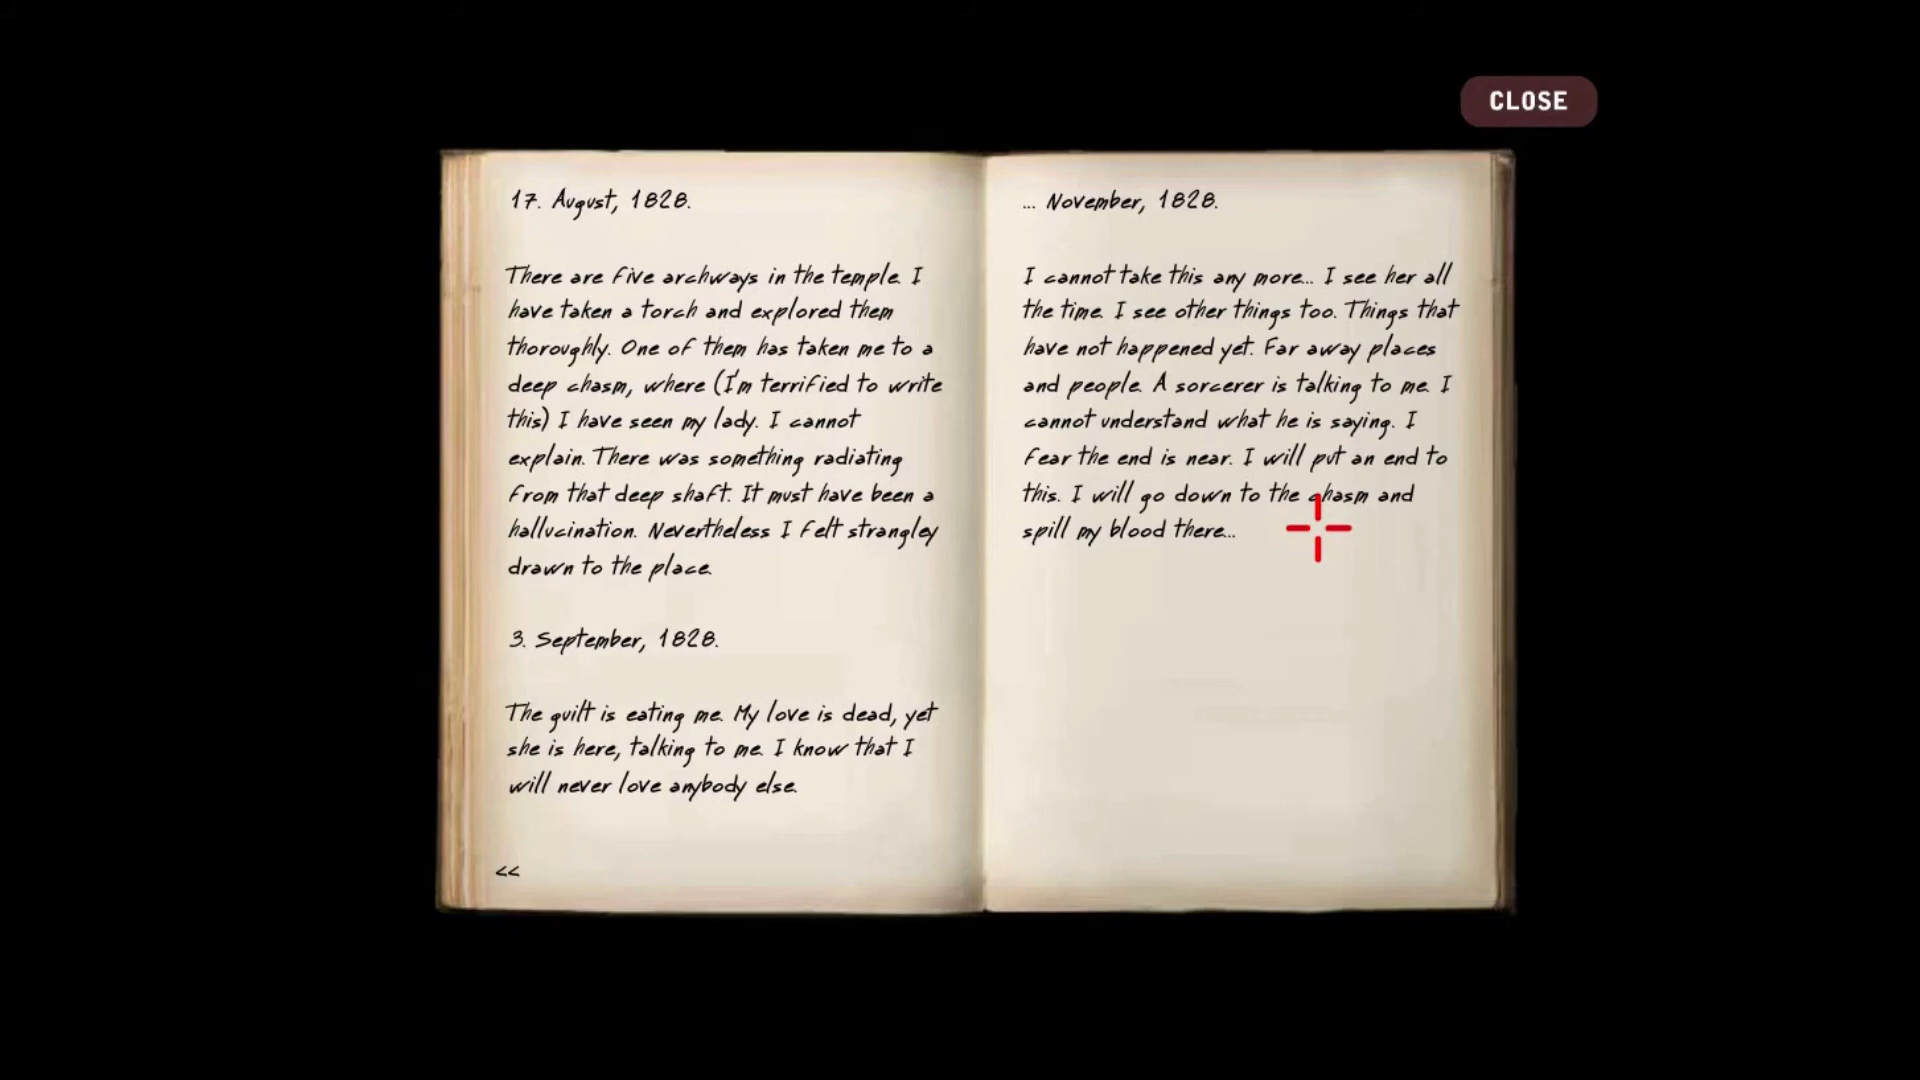 CLOSE
17. August, 1828.
There are five archways in the temple. I
have taken a torch and explored them
thoroughly. One of them has taken me to a
deep chasm, where (I'm terrified to write
this) I have seen my lady. I cannot
explain. There was something radiating
from that deep shaft. It must have been a
hallucination. Nevertheless I felt strangley
drawn to the place.
3. September, 1828.
The guilt is eating me. My love is dead, yet
she is here, talking to me. I know that I
will never love anybody else.
<<
... November, 1828.
I cannot take this any more... I see her all
the time. I see other things too. Things that
have not happened yet. Far away places
and people. A sorcerer is talking to me. I
cannot understand what he is saying. I
fear the end is near. I will put an end to
this. I will go down to the chasm and
spill my blood there...